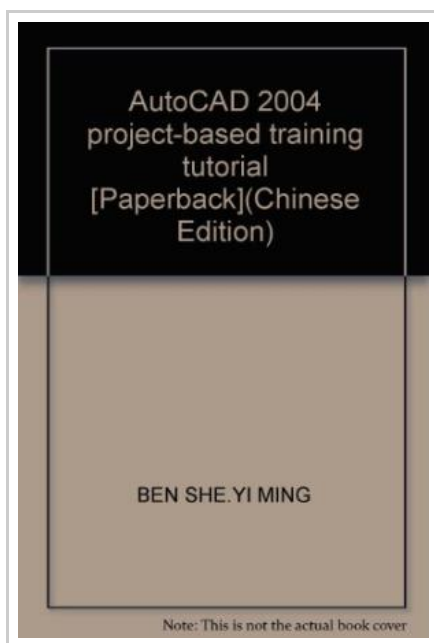 AutoCAD 2004
project-based training
tutorial
[Paperback](Chinese
Edition)
BEN SHE.YI MING
Note: This is not the actual book cover